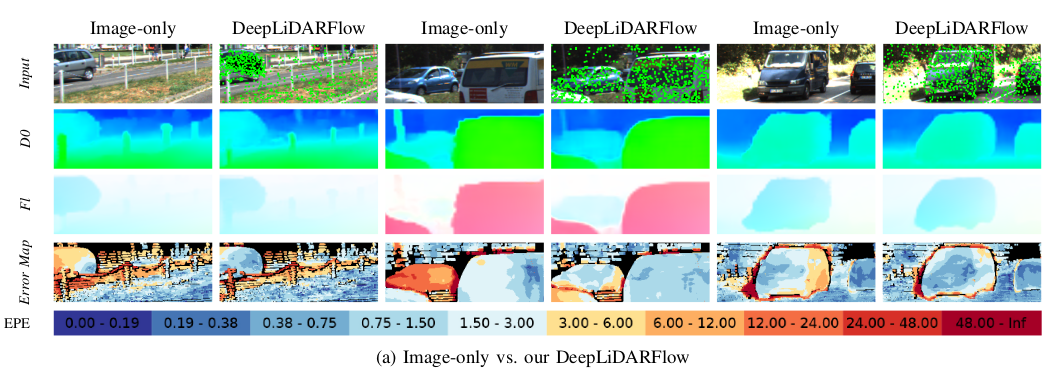 Image-only DeepLiDARFlow Image-only DeepLiDARFlow Image-only DeepLiDARFlow
Input
D0
Fl
Error Map
EPE 0.00 - 0.19 0.19 - 0.38 0.38 - 0.75 0.75 - 1.50 1.50 - 3.00 3.00 - 6.00 6.00 - 12.00 12.00 - 24.00 24.00 - 48.00 48.00 - Inf
(a) Image-only vs. our DeepLiDARFlow